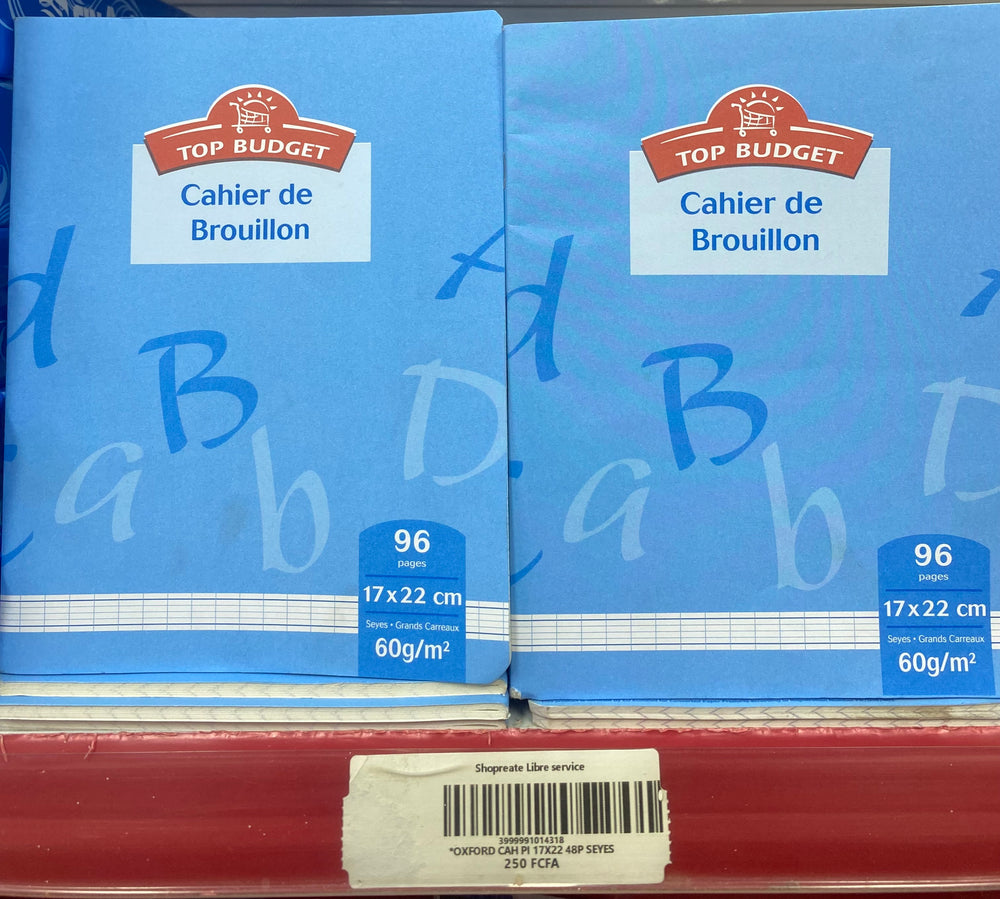 TOP BUDGET
Cahier de
Brouillon
d
B
a
b
D
96
pages
17x22 cm
Seyes • Grands Carreaux
60g/m²
TOP BUDGET
Cahier de
Brouillon
d
B
a
b
D
96
pages
17x22 cm
Seyes • Grands Carreaux
60g/m²
Shopreate Libre service
3999991014318
*OXFORD CAH PI 17X22 48P SEYES
250 FCFA